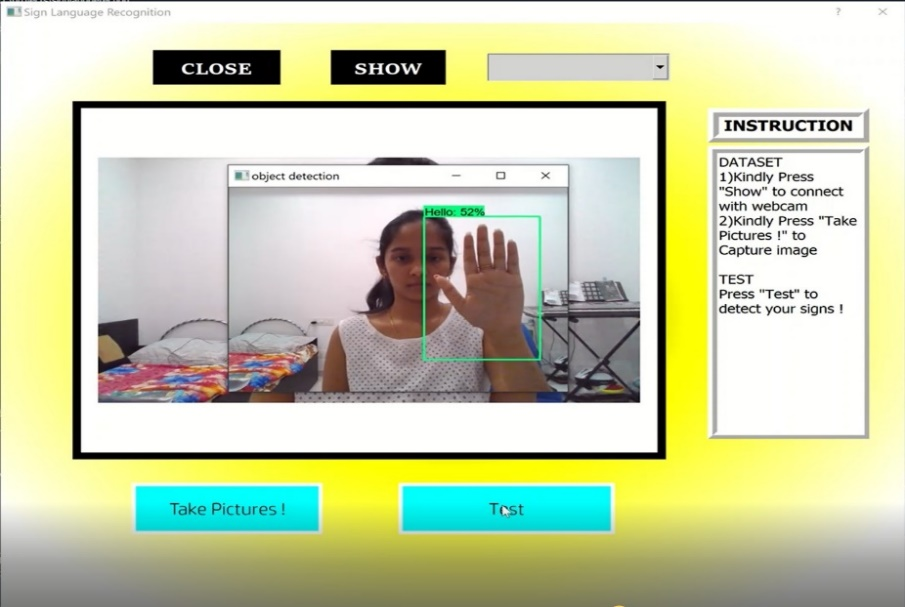 Sign Language Recognition
CLOSE
SHOW
object detection
Hello: 52%
INSTRUCTION
DATASET
1)Kindly Press
"Show" to connect
with webcam
2)Kindly Press "Take
Pictures !" to
Capture image
TEST
Press "Test" to
detect your signs !
Take Pictures !
Test